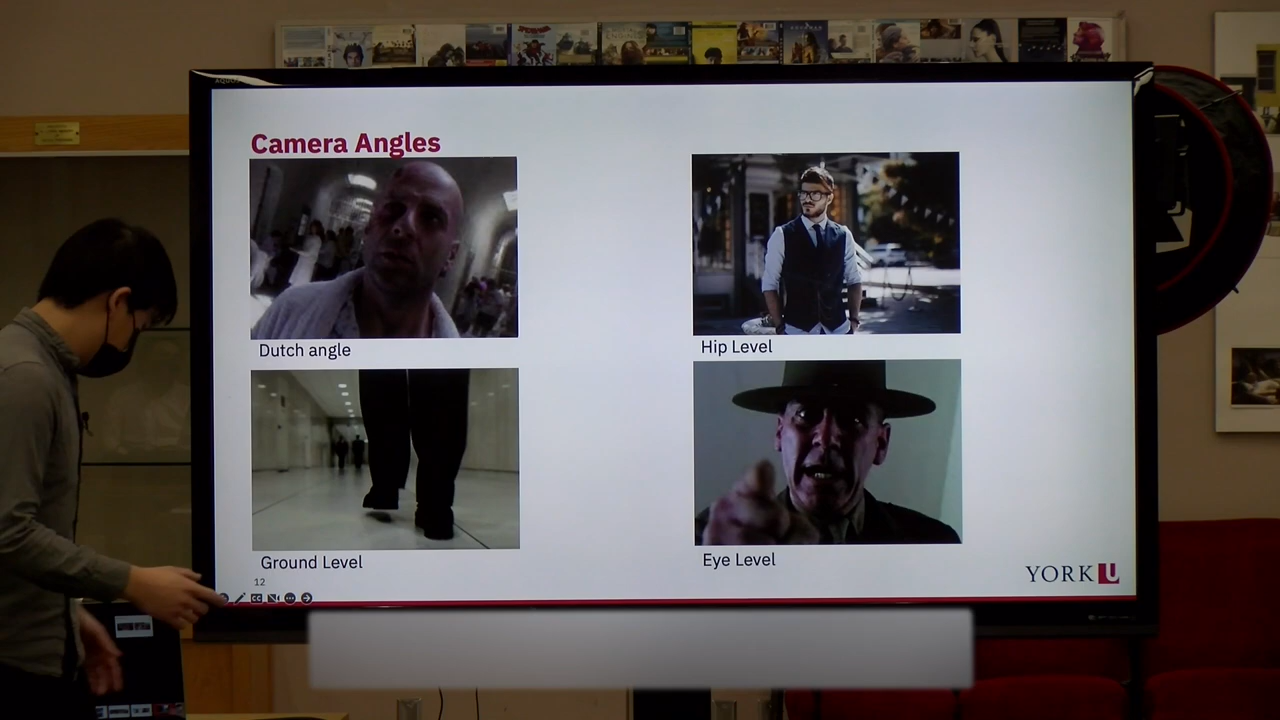 Camera Angles
Dutch angle
Hip Level
Ground Level
Eye Level
12
YORK U